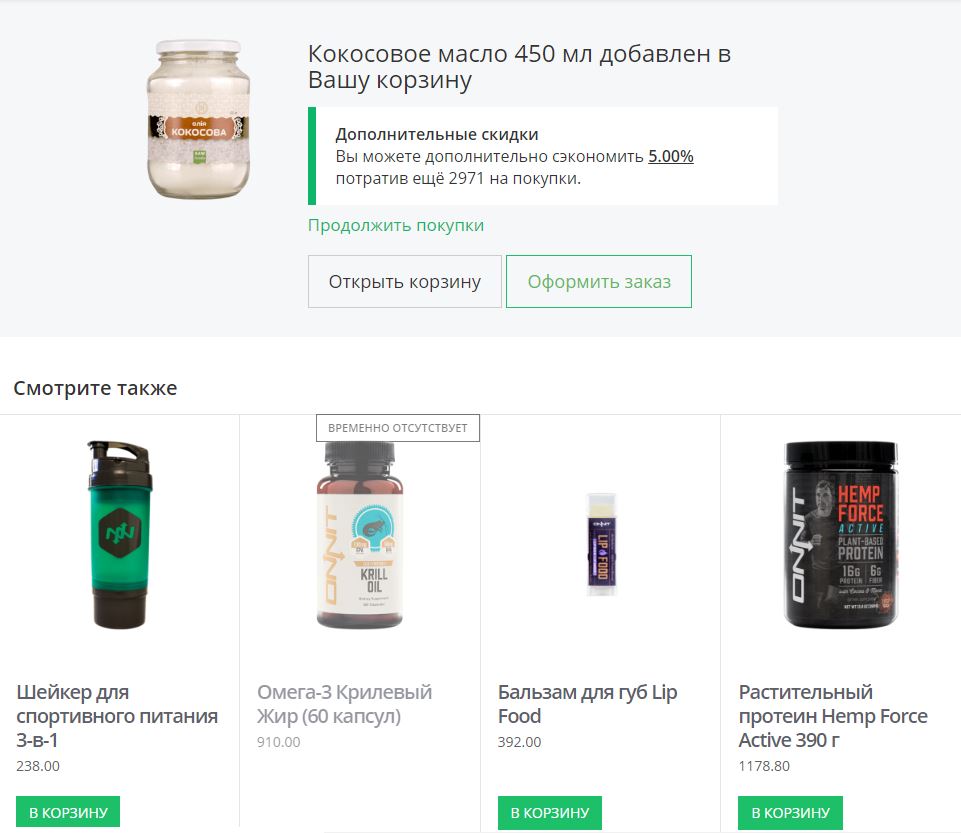 Кокосовое масло 450 мл добавлен в
Вашу корзину
олія
КОКОСОВА
Дополнительные скидки
Вы можете дополнительно сэкономить 5.00%
потратив ещё 2971 на покупки.
Продолжить покупки
Открыть корзину
Оформить заказ
Смотрите также
ВРЕМЕННО ОТСУТСТВУЕТ
ONNIT
KRILL
OIL
ONNIT
LIP
FOOD
ONNIT
HEMP
FORCE
ACTIVE
PLANT-BASED
PROTEIN
16G 6G
PROTEIN FIBER
Шейкер для
спортивного питания
3-в-1
238.00
В КОРЗИНУ
Омега-3 Крилевый
Жир (60 капсул)
910.00
Бальзам для губ Lip
Food
392.00
В КОРЗИНУ
Растительный
протеин Hemp Force
Active 390 г
1178.80
В КОРЗИНУ